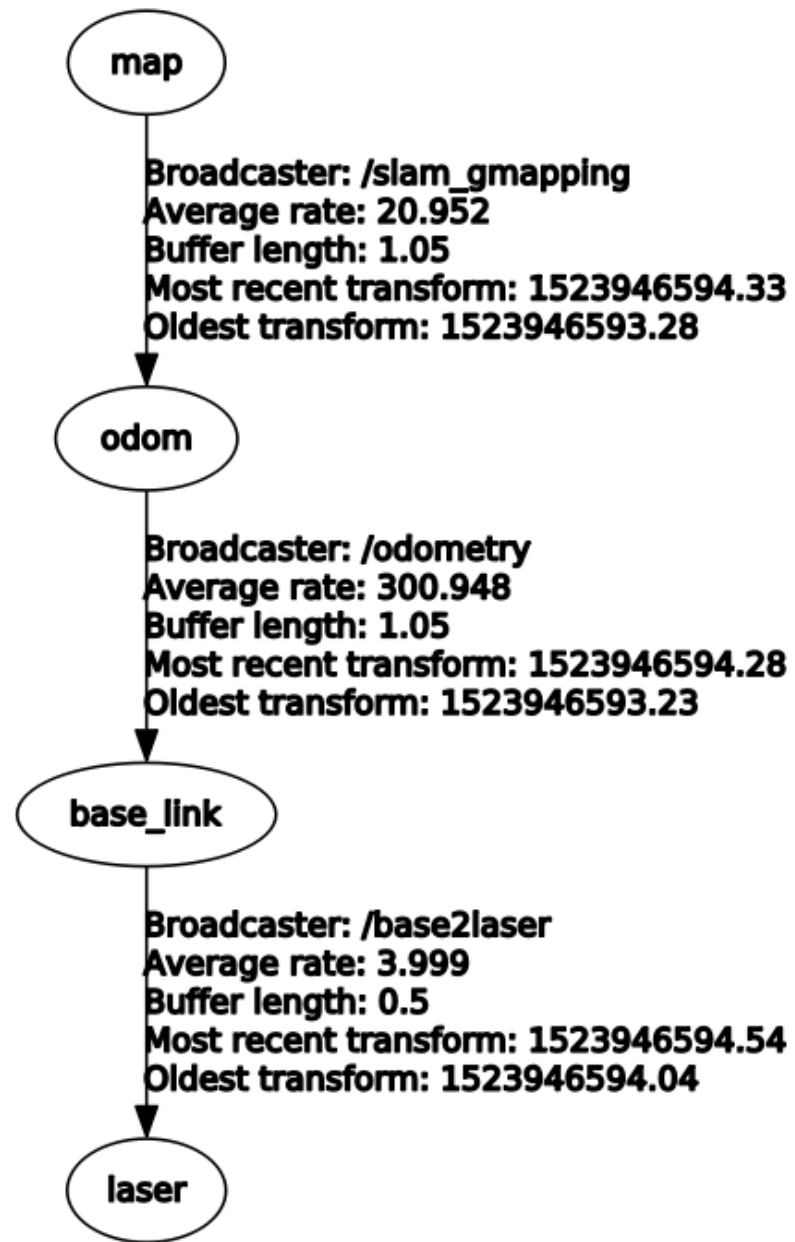 map
Broadcaster: /slam_gmapping
Average rate: 20.952
Buffer length: 1.05
Most recent transform: 1523946594.33
Oldest transform: 1523946593.28
odom
Broadcaster: /odometry
Average rate: 300.948
Buffer length: 1.05
Most recent transform: 1523946594.28
Oldest transform: 1523946593.23
base_link
Broadcaster: /base2laser
Average rate: 3.999
Buffer length: 0.5
Most recent transform: 1523946594.54
Oldest transform: 1523946594.04
laser